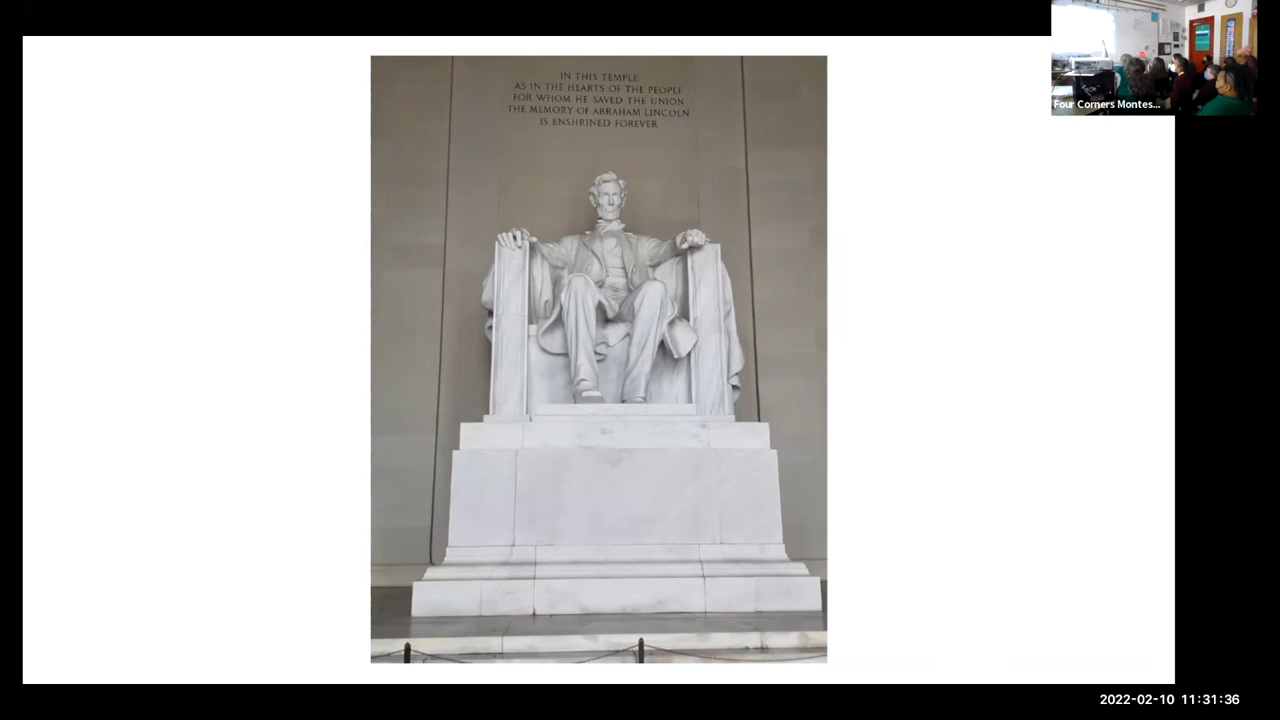 IN THIS TEMPLE
AS IN THE HEARTS OF THE PEOPLE
FOR WHOM HE SAVED THE UNION
THE MEMORY OF ABRAHAM LINCOLN
IS ENSHRINED FOREVER
Four Corners Montes...
2022-02-10 11:31:36